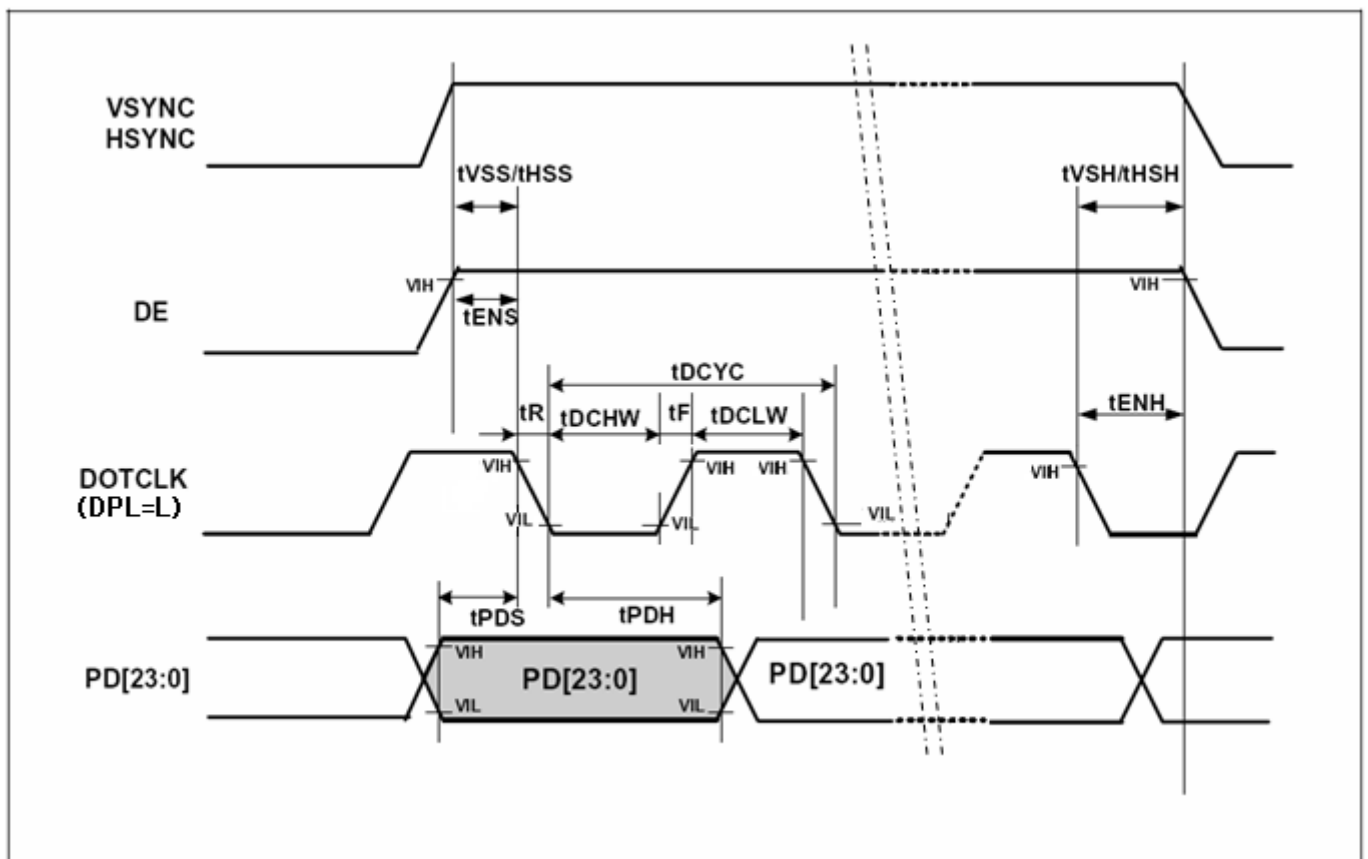 VSYNC
HSYNC
tVSS/tHSS
tVSH/tHSH
VIH
VIH
DE
tENS
tDCYC
tENH
tR
tDCHW
tF
tDCLW
VIH
VIH
VIH
VIH
DOTCLK
(DPL=L)
VIL
VIL
VIL
tPDS
tPDH
VIH
VIH
PD[23:0]
PD[23:0]
PD[23:0]
VIL
VIL